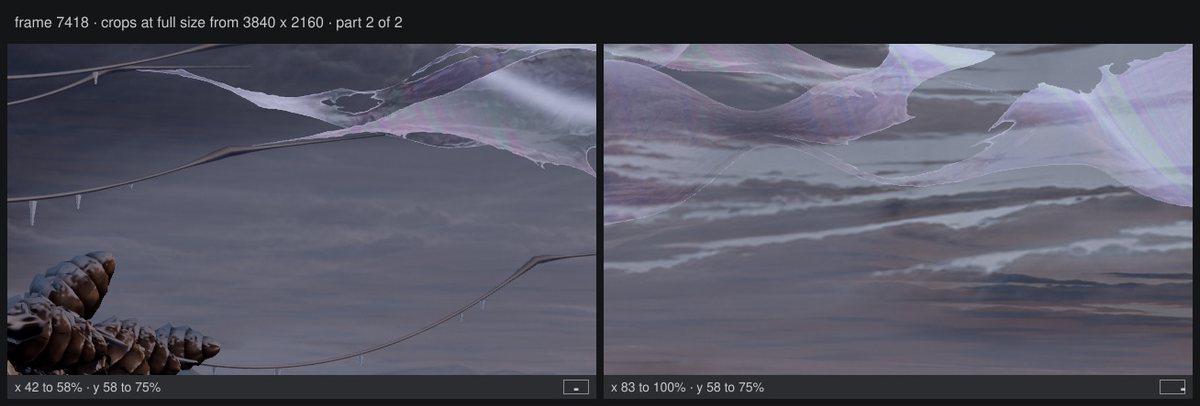 frame 7418 · crops at full size from 3840 x 2160 · part 2 of 2
x 42 to 58% · y 58 to 75%
x 83 to 100% · y 58 to 75%